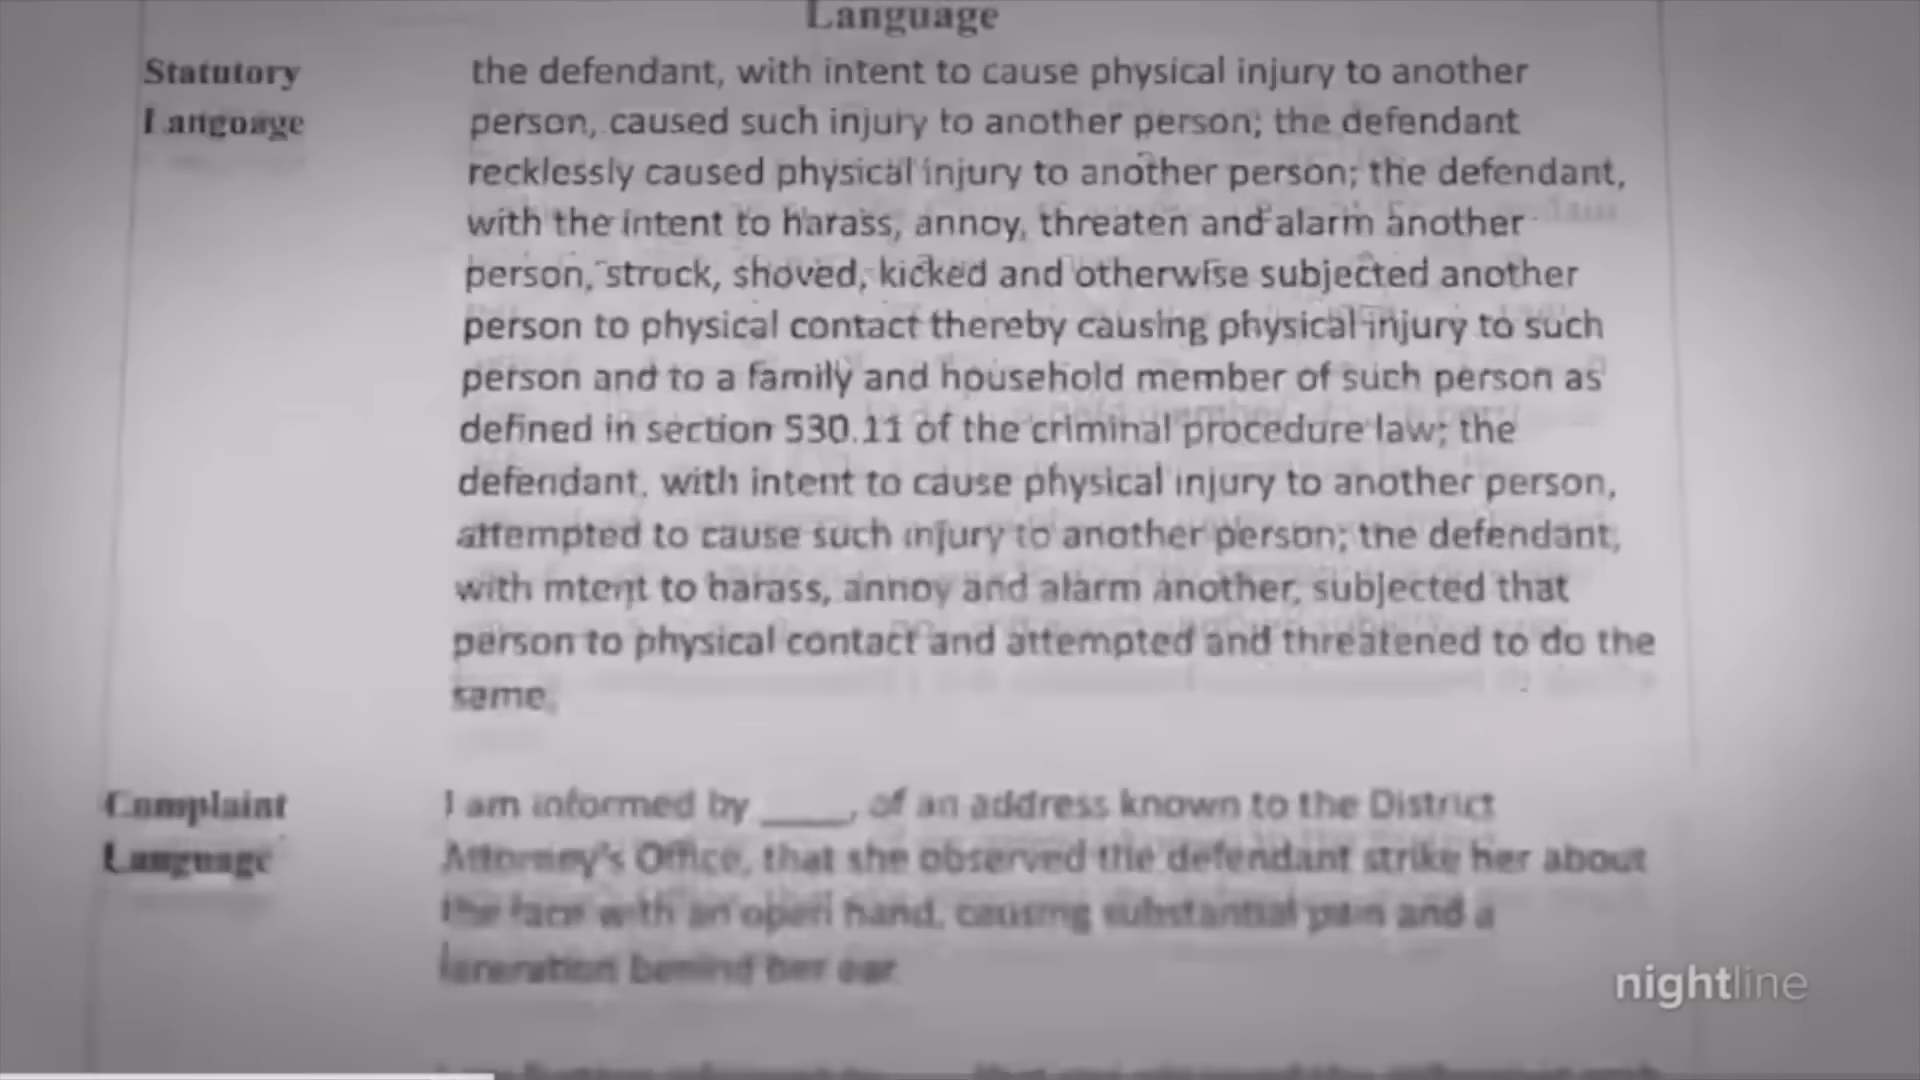 Language
Statutory
Language
the defendant, with intent to cause physical injury to another
person, caused such injury to another person; the defendant
recklessly caused physical injury to another person; the defendant,
with the intent to harass, annoy, threaten and alarm another
person, struck, shoved, kicked and otherwise subjected another
person to physical contact thereby causing physical injury to such
person and to a family and household member of such person as
defined in section 530.11 of the criminal procedure law; the
defendant, with intent to cause physical injury to another person,
attempted to cause such injury to another person; the defendant,
with intent to harass, annoy and alarm another, subjected that
person to physical contact and attempted and threatened to do the
same.
Complaint
Language
I am informed by ____, of an address known to the District
Attorney's Office, that she observed the defendant strike her about
the face with an open hand, causing substantial pain and a
laceration behind her ear
nightline